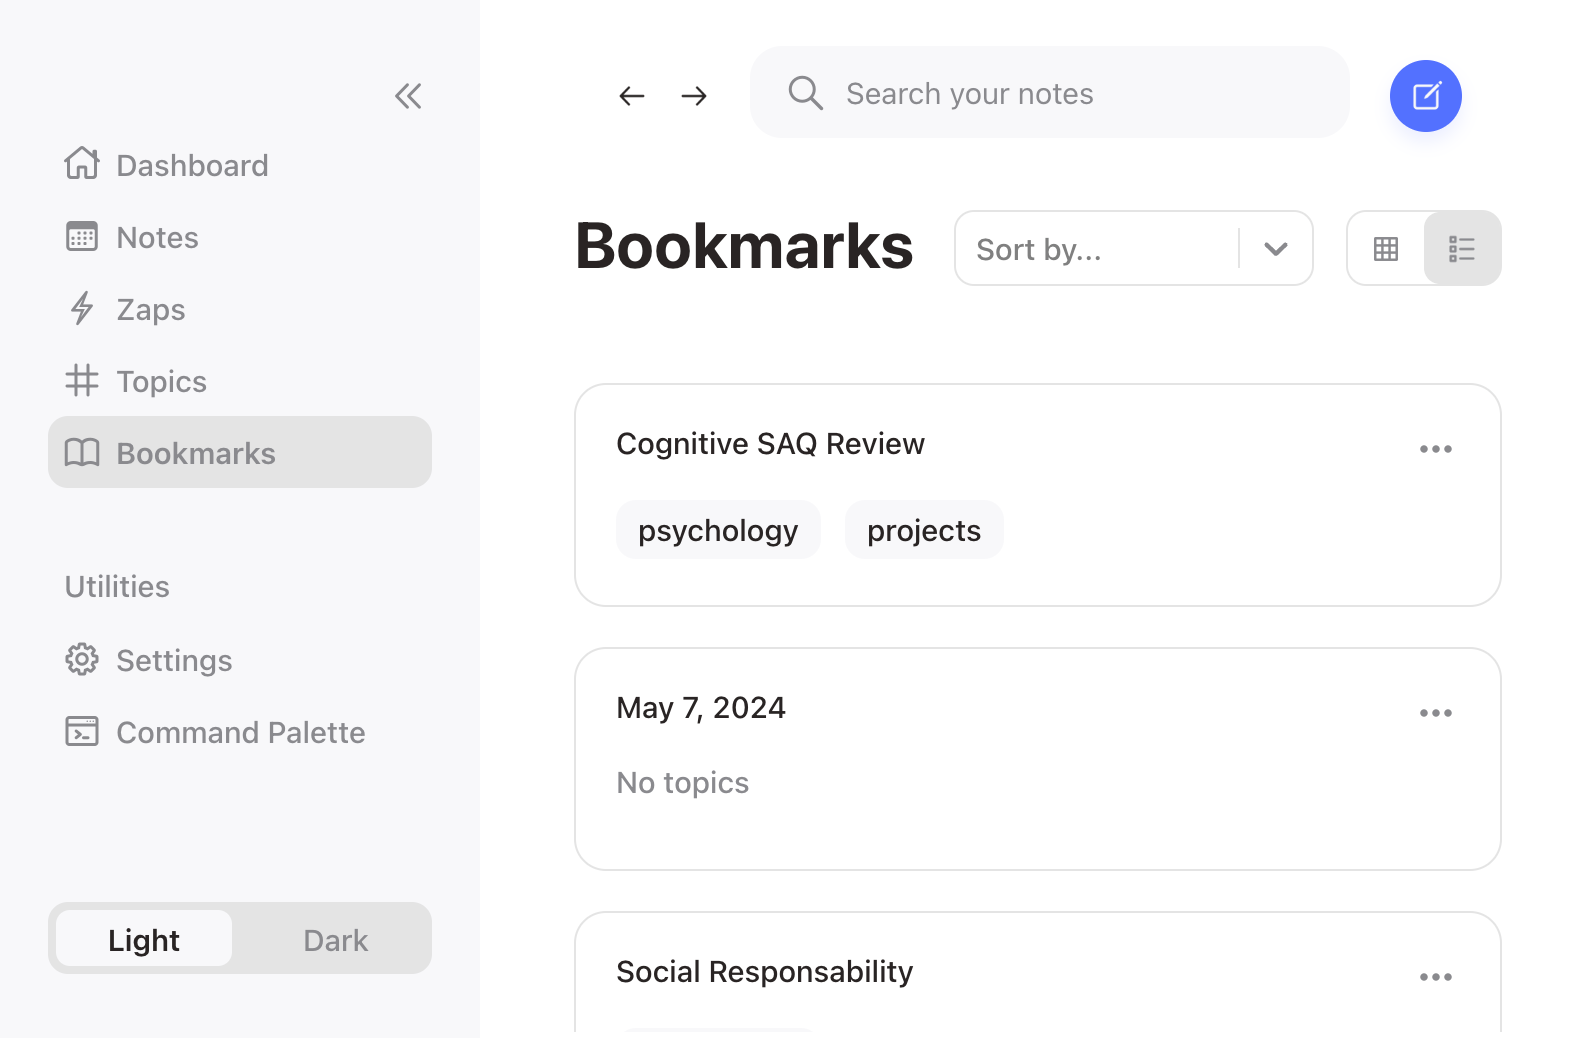 Dashboard
Notes
Zaps
Topics
Bookmarks
Utilities
Settings
Command Palette
Light Dark
Search your notes
Bookmarks
Sort by...
Cognitive SAQ Review
psychology projects
May 7, 2024
No topics
Social Responsability